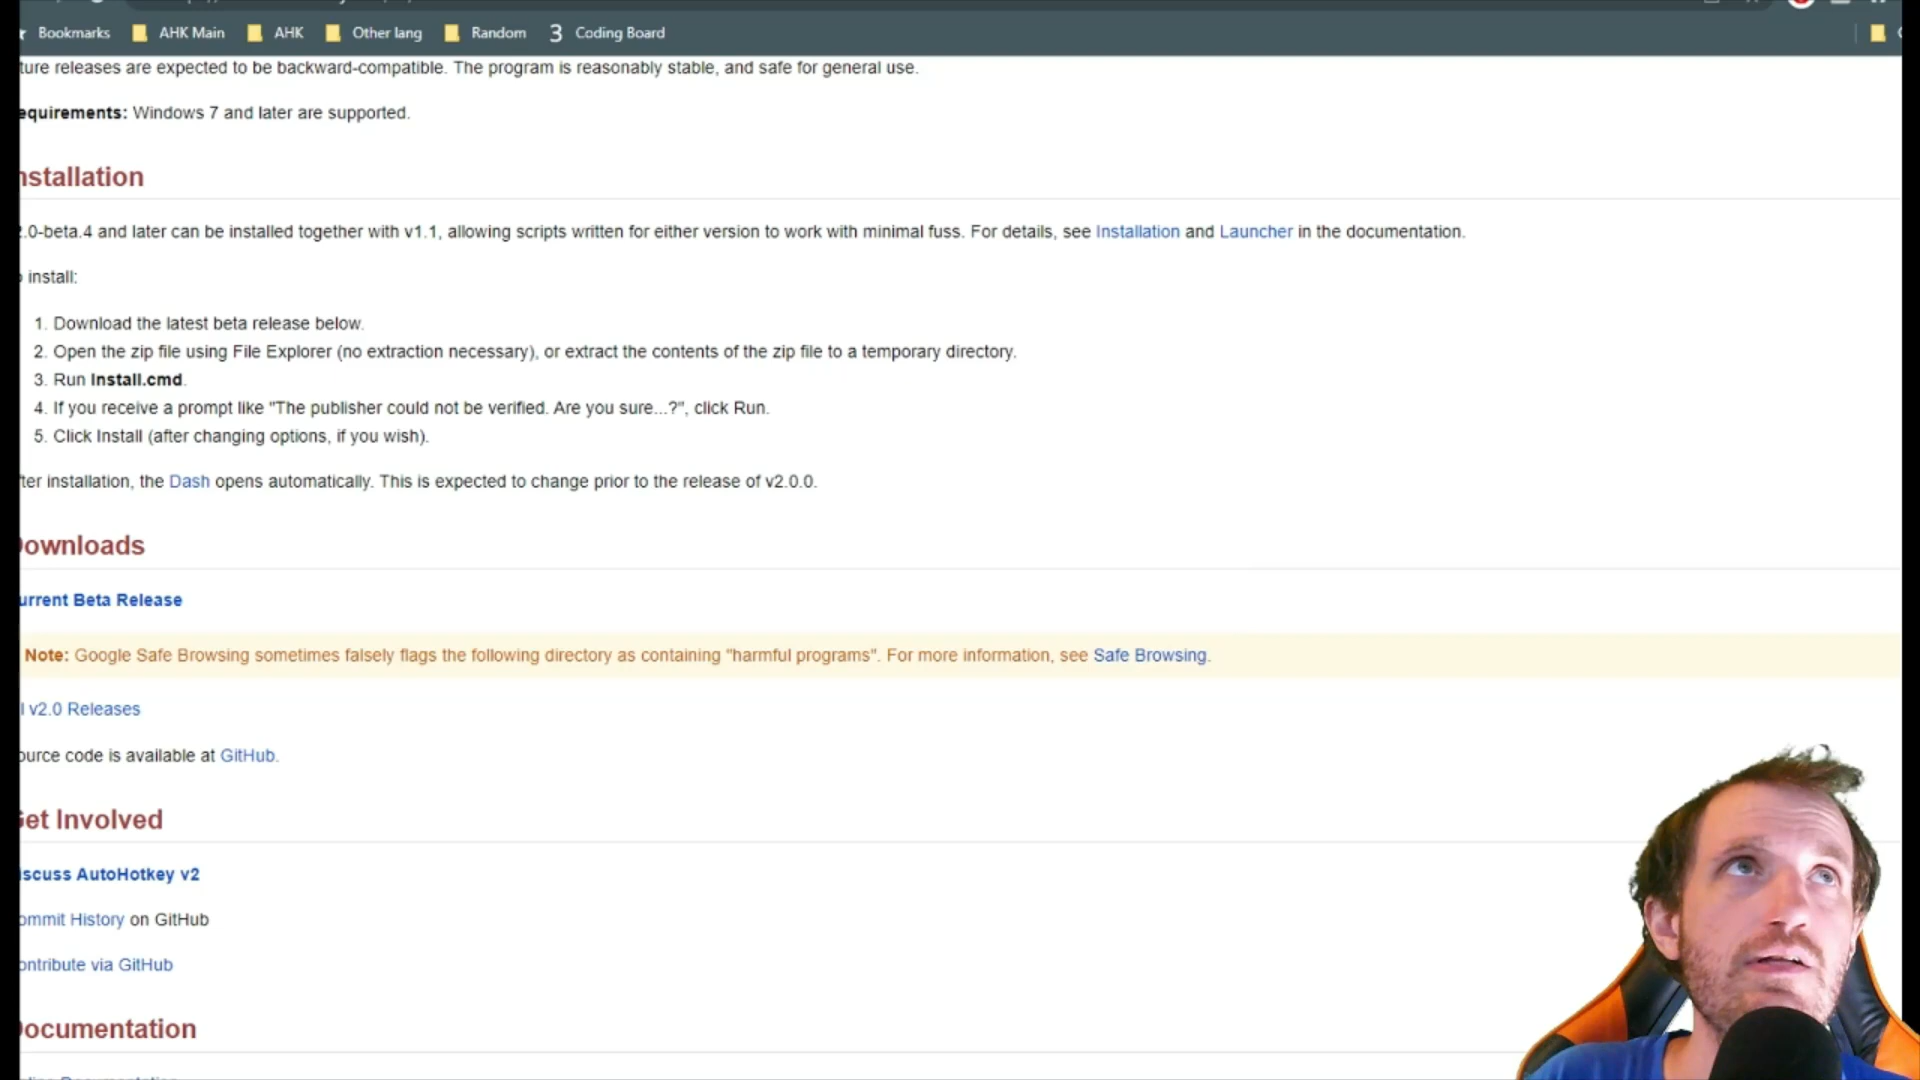 Bookmarks AHK Main AHK Other lang Random 3 Coding Board
ture releases are expected to be backward-compatible. The program is reasonably stable, and safe for general use.
equirements: Windows 7 and later are supported.
nstallation
.0-beta.4 and later can be installed together with v1.1, allowing scripts written for either version to work with minimal fuss. For details, see Installation and Launcher in the documentation.
install:
1. Download the latest beta release below.
2. Open the zip file using File Explorer (no extraction necessary), or extract the contents of the zip file to a temporary directory.
3. Run Install.cmd.
4. If you receive a prompt like "The publisher could not be verified. Are you sure...?", click Run.
5. Click Install (after changing options, if you wish).
ter installation, the Dash opens automatically. This is expected to change prior to the release of v2.0.0.
ownloads
urrent Beta Release
Note: Google Safe Browsing sometimes falsely flags the following directory as containing "harmful programs". For more information, see Safe Browsing.
l v2.0 Releases
ource code is available at GitHub.
et Involved
iscuss AutoHotkey v2
ommit History on GitHub
ontribute via GitHub
ocumentation